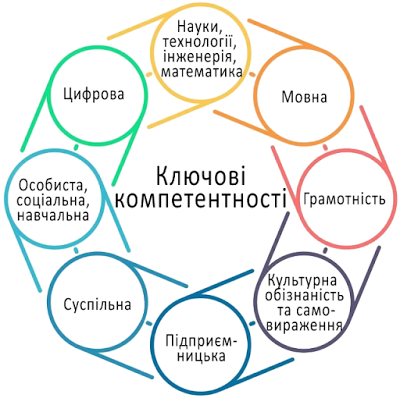 Ключові
компетентності
Науки,
технології,
інженерія,
математика
Мовна
Грамотність
Культурна
обізнаність
та само-
вираження
Підприєм-
ницька
Суспільна
Особиста,
соціальна,
навчальна
Цифрова